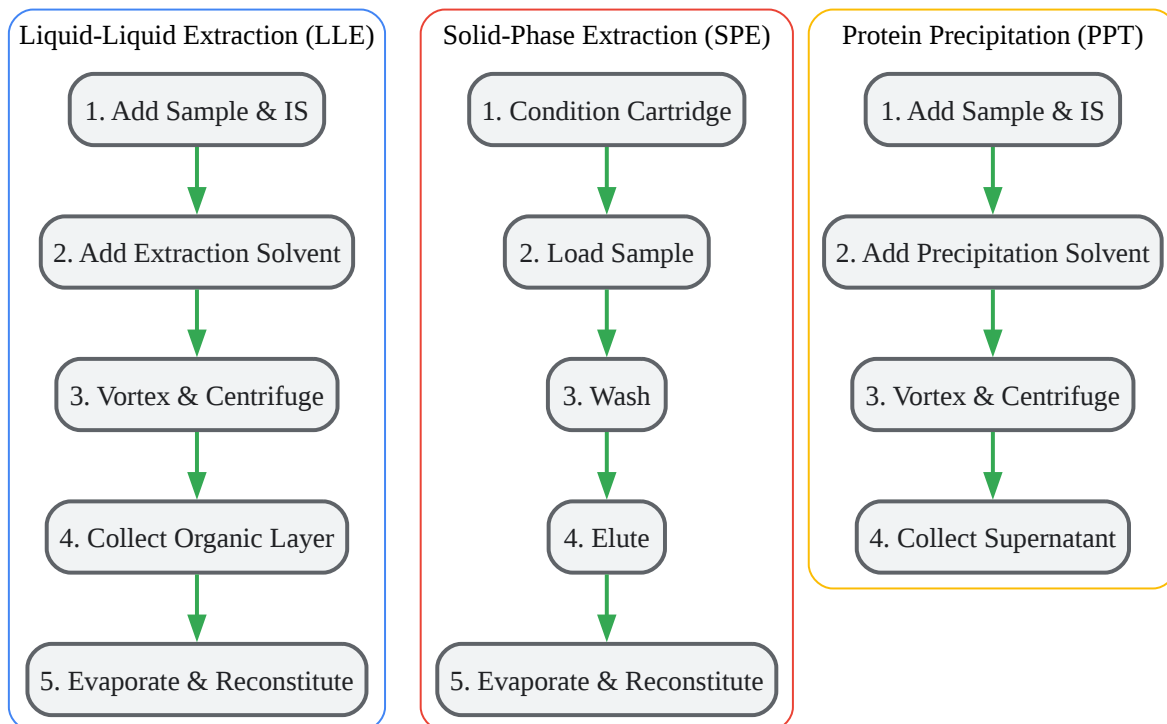 Liquid-Liquid Extraction (LLE)
1. Add Sample & IS
2. Add Extraction Solvent
3. Vortex & Centrifuge
4. Collect Organic Layer
5. Evaporate & Reconstitute
Solid-Phase Extraction (SPE)
1. Condition Cartridge
2. Load Sample
3. Wash
4. Elute
5. Evaporate & Reconstitute
Protein Precipitation (PPT)
1. Add Sample & IS
2. Add Precipitation Solvent
3. Vortex & Centrifuge
4. Collect Supernatant